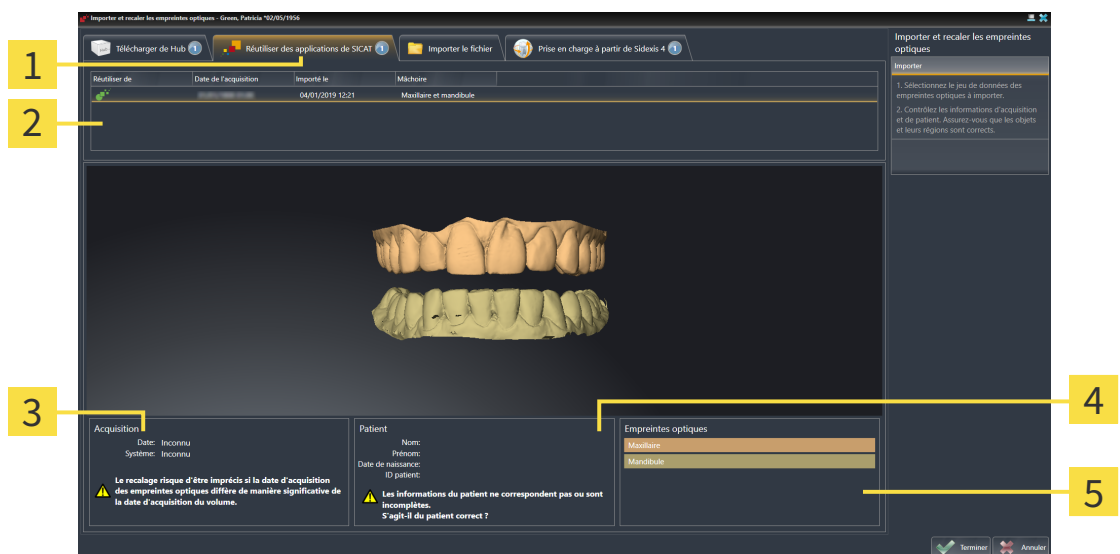 Importer et recaler les empreintes optiques - Green, Patricia *02/05/1956
Télécharger de Hub 1
Réutiliser des applications de SICAT 1
Importer le fichier
Prise en charge à partir de Sidexis 4 1
Importer et recaler les empreintes
optiques
Importer
1. Sélectionnez le jeu de données des
empreintes optiques à importer.
2. Contrôlez les informations d'acquisition
et de patient. Assurez-vous que les objets
et leurs régions sont corrects.
1
Réutiliser de
Date de l'acquisition
Importé le
Mâchoire
04/01/2019 12:21
Maxillaire et mandibule
2
3
4
Acquisition
Date: Inconnu
Système: Inconnu
Le recalage risque d'être imprécis si la date d'acquisition
des empreintes optiques diffère de manière significative de
la date d'acquisition du volume.
Patient
Nom:
Prénom:
Date de naissance:
ID patient:
Les informations du patient ne correspondent pas ou sont
incomplètes.
S'agit-il du patient correct ?
Empreintes optiques
Maxillaire
Mandibule
5
Terminer
Annuler